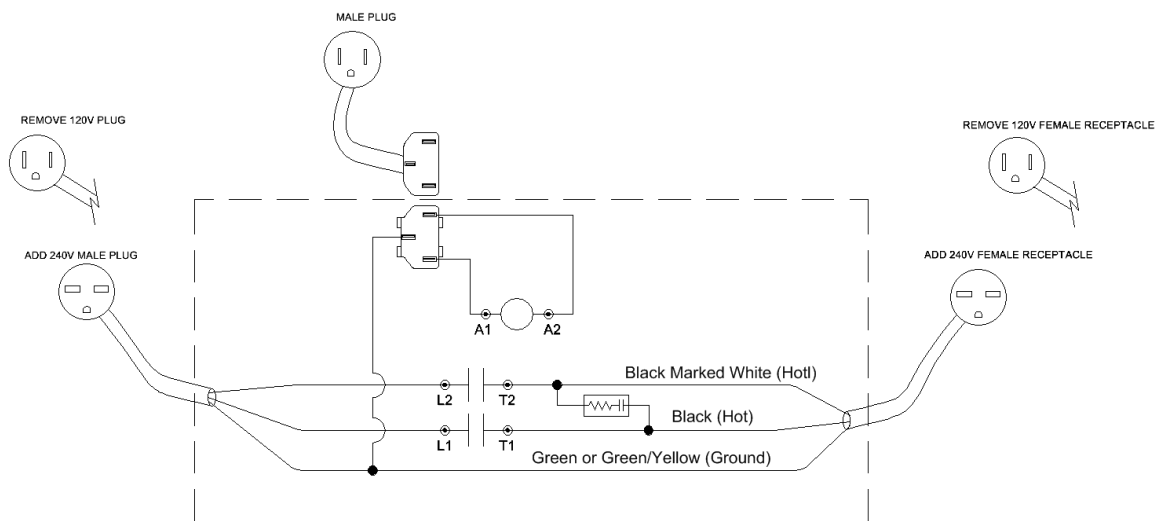 MALE PLUG
REMOVE 120V PLUG
REMOVE 120V FEMALE RECEPTACLE
ADD 240V MALE PLUG
ADD 240V FEMALE RECEPTACLE
A1
A2
Black Marked White (Hotl)
L2
T2
Black (Hot)
L1
T1
Green or Green/Yellow (Ground)